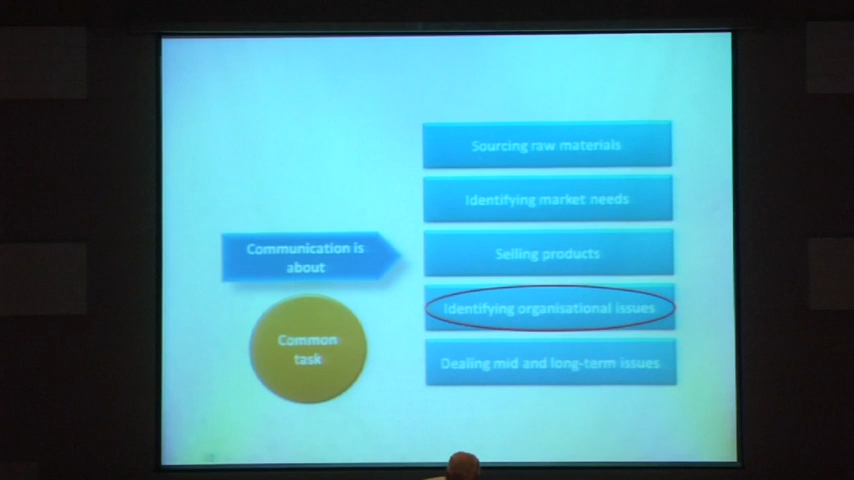 Sourcing raw materials
Identifying market needs
Communication is
about
Selling products
Identifying organisational issues
Common
task
Dealing mid and long-term issues